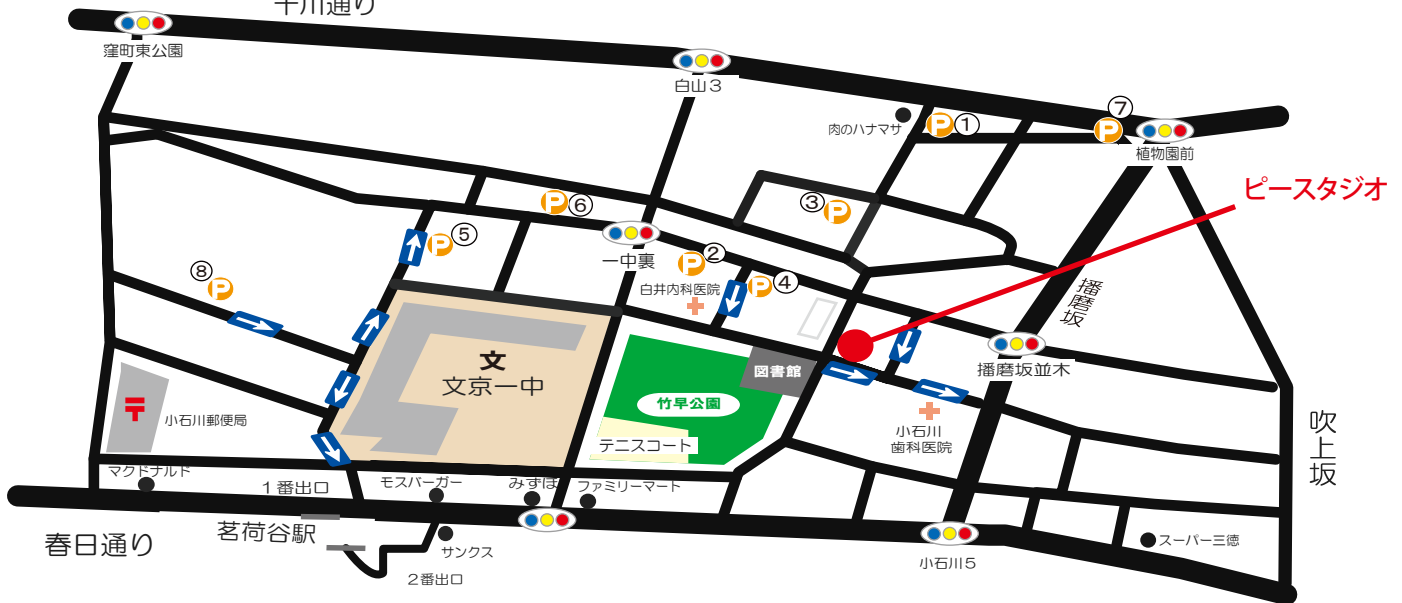 千川通り
窪町東公園
白山3
肉のハナマサ
P①
⑦
P
植物園前
ピースタジオ
③P
P⑥
⑤
P
一中裏
②
P
白井内科医院
P④
⑧
P
播磨坂
文
文京一中
図書館
竹早公園
テニスコート
播磨坂並木
小石川
歯科医院
吹上坂
〒
小石川郵便局
マクドナルド
1番出口
モスバーガー
みずほ
ファミリーマート
茗荷谷駅
春日通り
サンクス
2番出口
小石川5
スーパー三徳